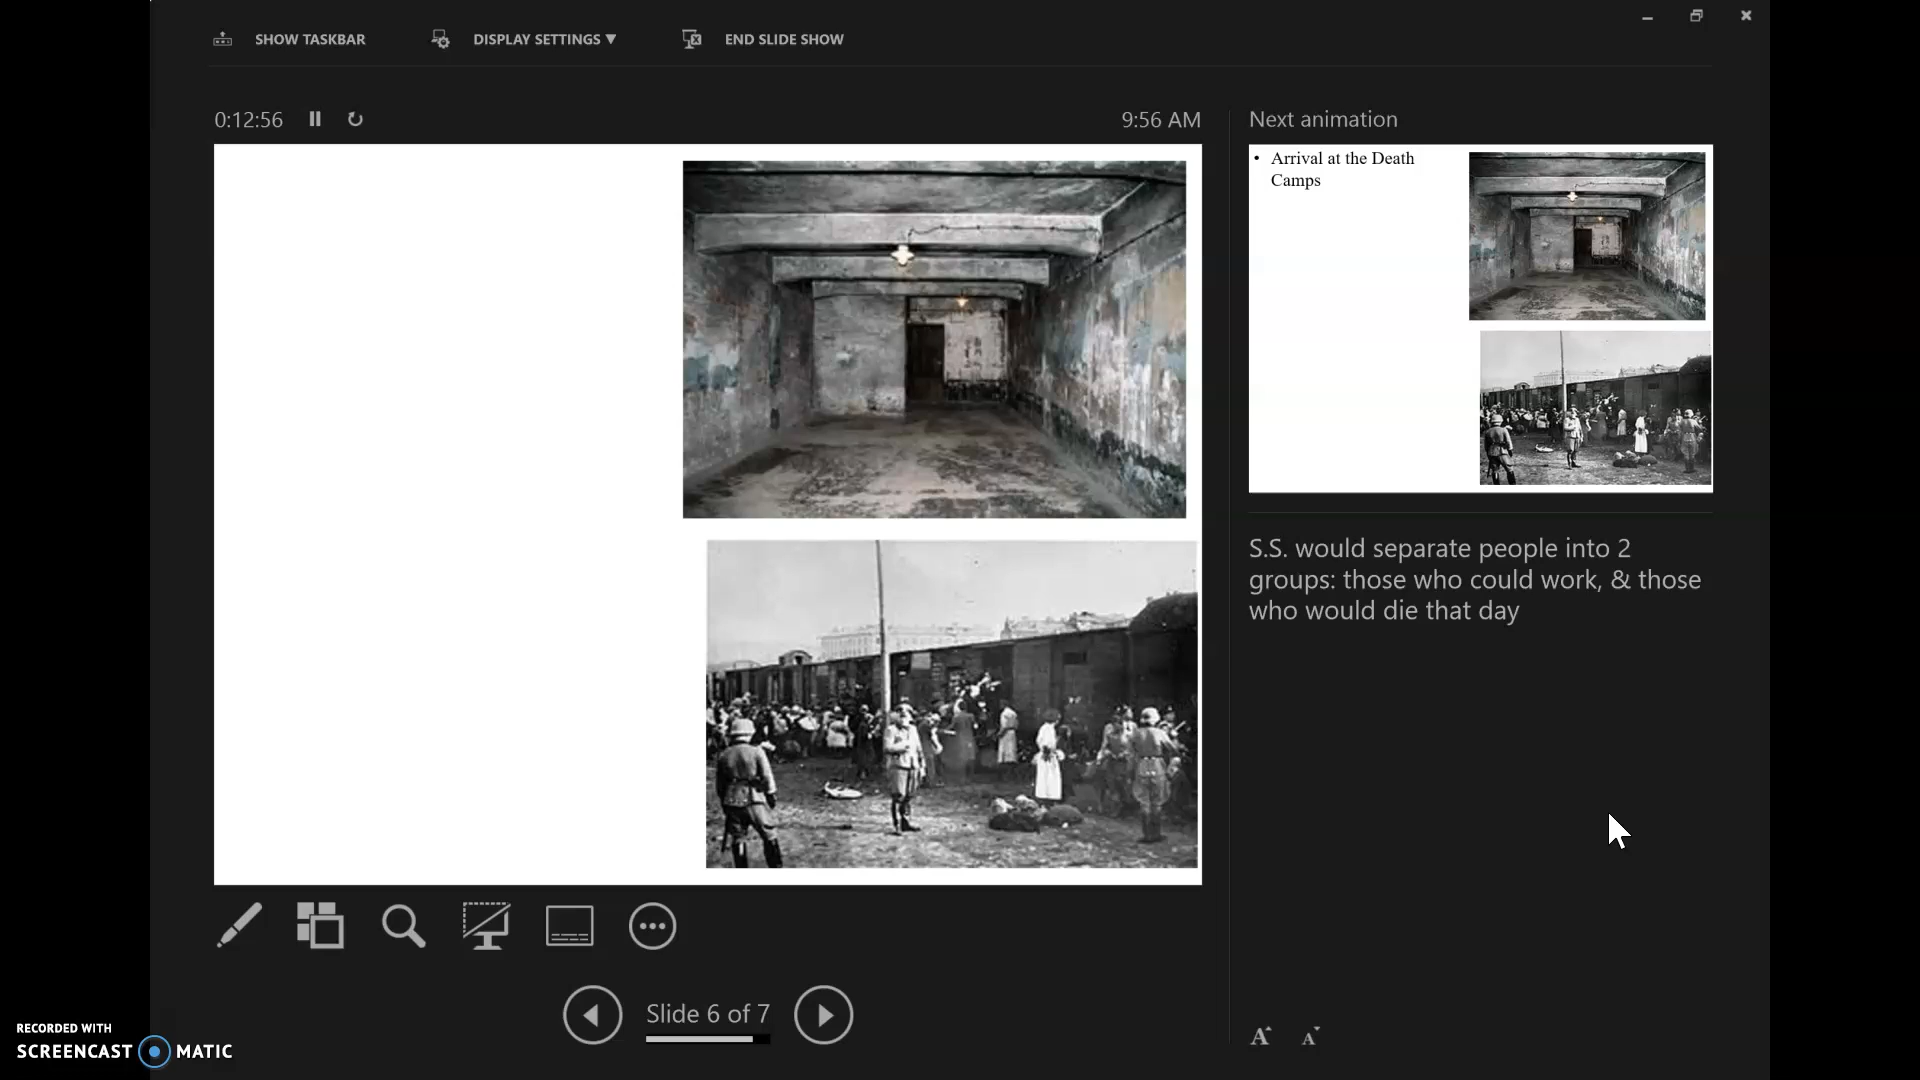 SHOW TASKBAR
DISPLAY SETTINGS ▼
END SLIDE SHOW
0:12:56
9:56 AM
Next animation
• Arrival at the Death
Camps
S.S. would separate people into 2
groups: those who could work, & those
who would die that day
Slide 6 of 7
A A
RECORDED WITH
SCREENCAST MATIC